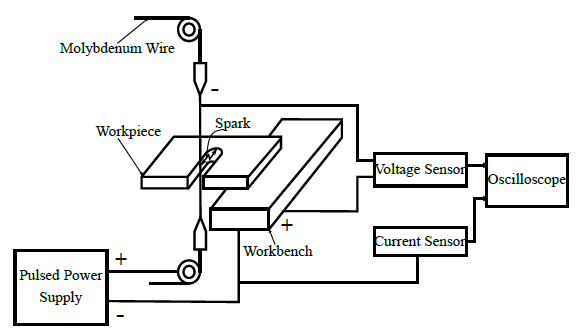 Molybdenum Wire
-
Workpiece
Spark
Voltage Sensor
Oscilloscope
+
Current Sensor
Workbench
+
Pulsed Power
Supply
-